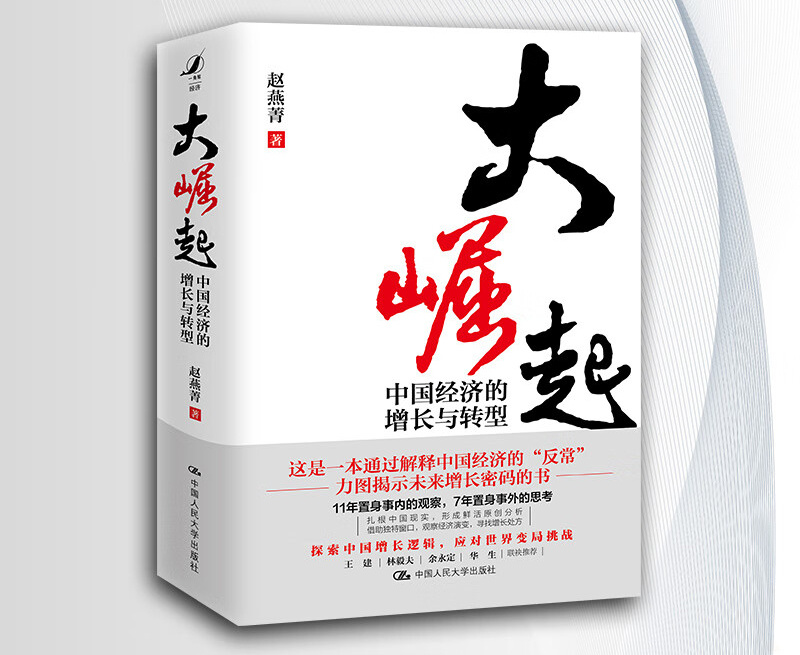 一鸣精
经济
大崛起
中国经济的
增长与转型
赵燕菁
著
中国人民大学出版社
赵燕菁
著
大崛起
中国经济的
增长与转型
这是一本通过解释中国经济的“反常”
力图揭示未来增长密码的书
11年置身事内的观察，7年置身事外的思考
扎根中国现实，形成鲜活原创分析
借助独特窗口，观察经济演变，寻找增长处方
探索中国增长逻辑，应对世界变局挑战
王 建｜林毅夫｜余永定｜华 生｜联袂推荐｜
中国人民大学出版社